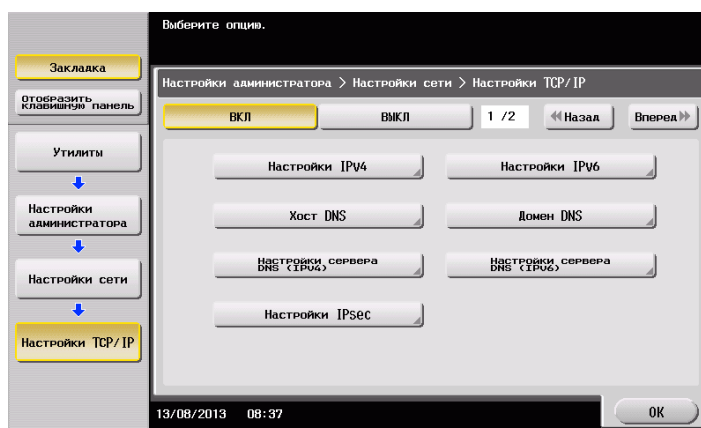 Выберите опцию.
Закладка
Отобразить
клавишную панель
Утилиты
Настройки
администратора
Настройки сети
Настройки TCP/IP
Настройки администратора > Настройки сети > Настройки TCP/IP
ВКЛ
ВЫКЛ
1 /2
Назад
Вперед
Настройки IPv4
Настройки IPv6
Хост DNS
Домен DNS
Настройки сервера
DNS (IPv4)
Настройки сервера
DNS (IPv6)
Настройки IPsec
13/08/2013 08:37
OK